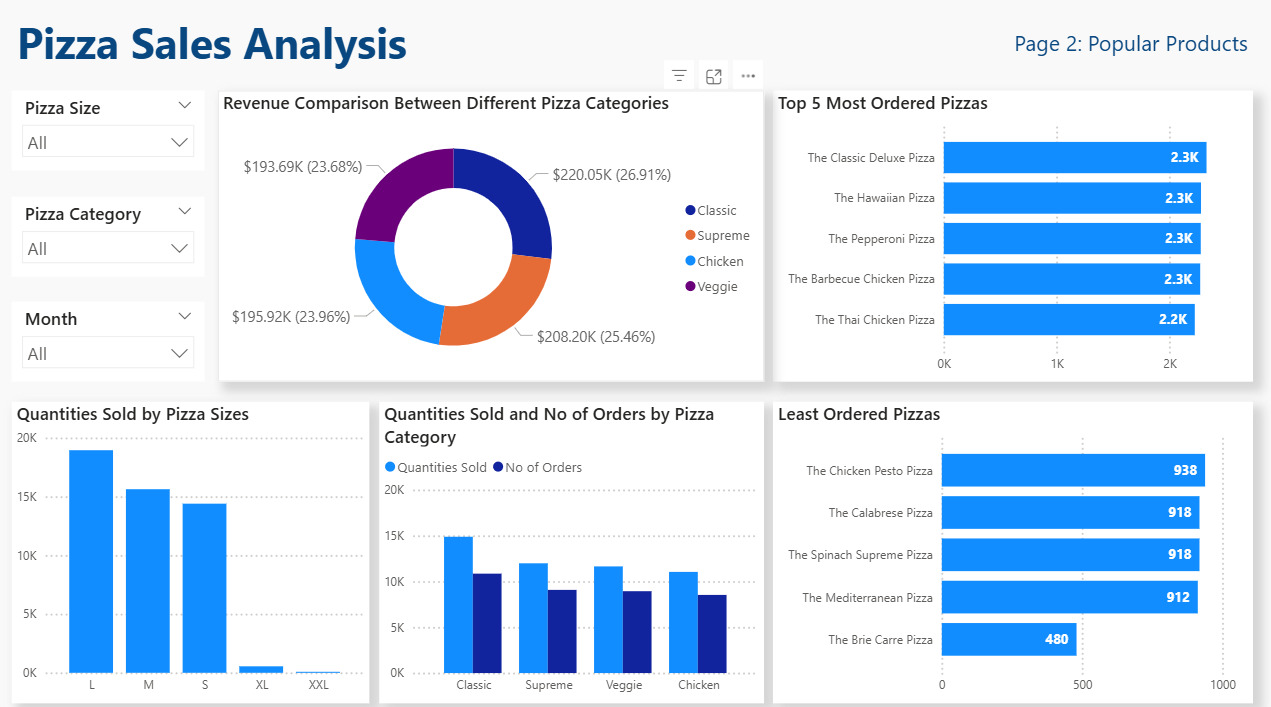 Pizza Sales Analysis
Page 2: Popular Products
Pizza Size
All
Pizza Category
All
Month
All
Revenue Comparison Between Different Pizza Categories
$193.69K (23.68%)
$220.05K (26.91%)
$195.92K (23.96%)
$208.20K (25.46%)
Classic
Supreme
Chicken
Veggie
Top 5 Most Ordered Pizzas
The Classic Deluxe Pizza 2.3K
The Hawaiian Pizza 2.3K
The Pepperoni Pizza 2.3K
The Barbecue Chicken Pizza 2.3K
The Thai Chicken Pizza 2.2K
0K 1K 2K
Quantities Sold by Pizza Sizes
20K
15K
10K
5K
0K
L M S XL XXL
Quantities Sold and No of Orders by Pizza
Category
Quantities Sold No of Orders
20K
15K
10K
5K
0K
Classic Supreme Veggie Chicken
Least Ordered Pizzas
The Chicken Pesto Pizza 938
The Calabrese Pizza 918
The Spinach Supreme Pizza 918
The Mediterranean Pizza 912
The Brie Carre Pizza 480
0 500 1000